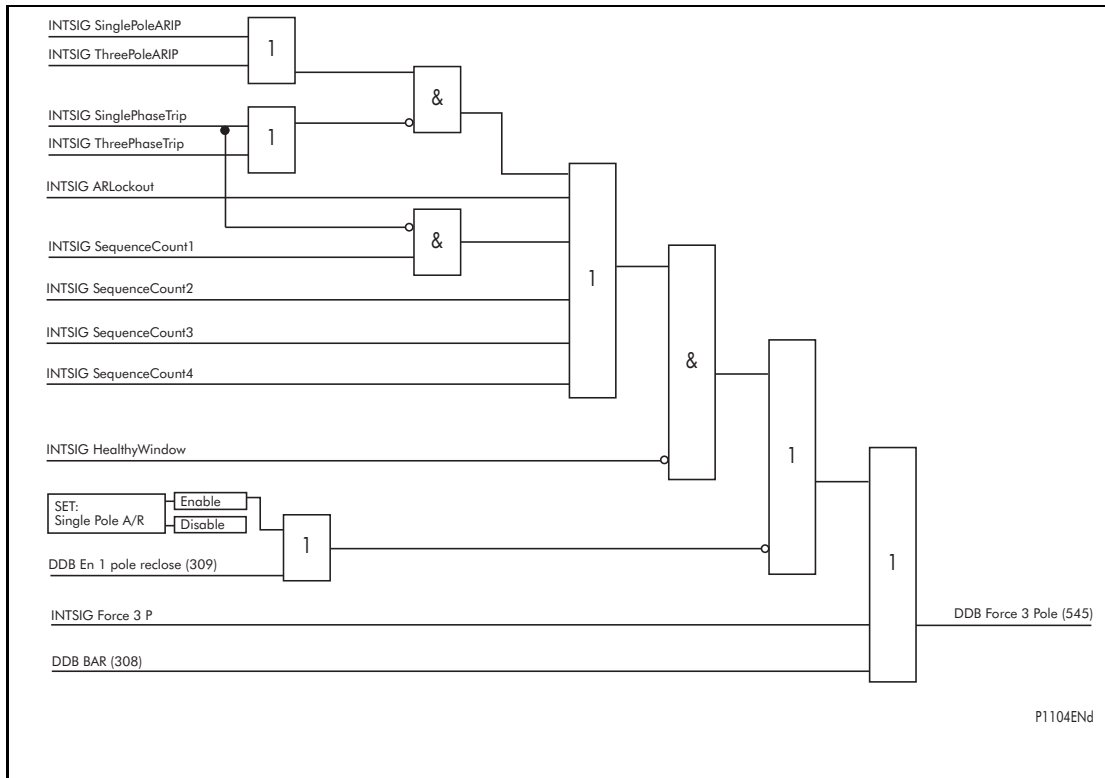 INTSIG SinglePoleARIP
INTSIG ThreePoleARIP
1
&
INTSIG SinglePhaseTrip
INTSIG ThreePhaseTrip
1
INTSIG ARLockout
INTSIG SequenceCount1
&
INTSIG SequenceCount2
INTSIG SequenceCount3
INTSIG SequenceCount4
1
&
INTSIG HealthyWindow
SET:
Single Pole A/R
Enable
Disable
DDB En 1 pole reclose (309)
1
1
1
INTSIG Force 3 P
DDB BAR (308)
DDB Force 3 Pole (545)
P1104ENd